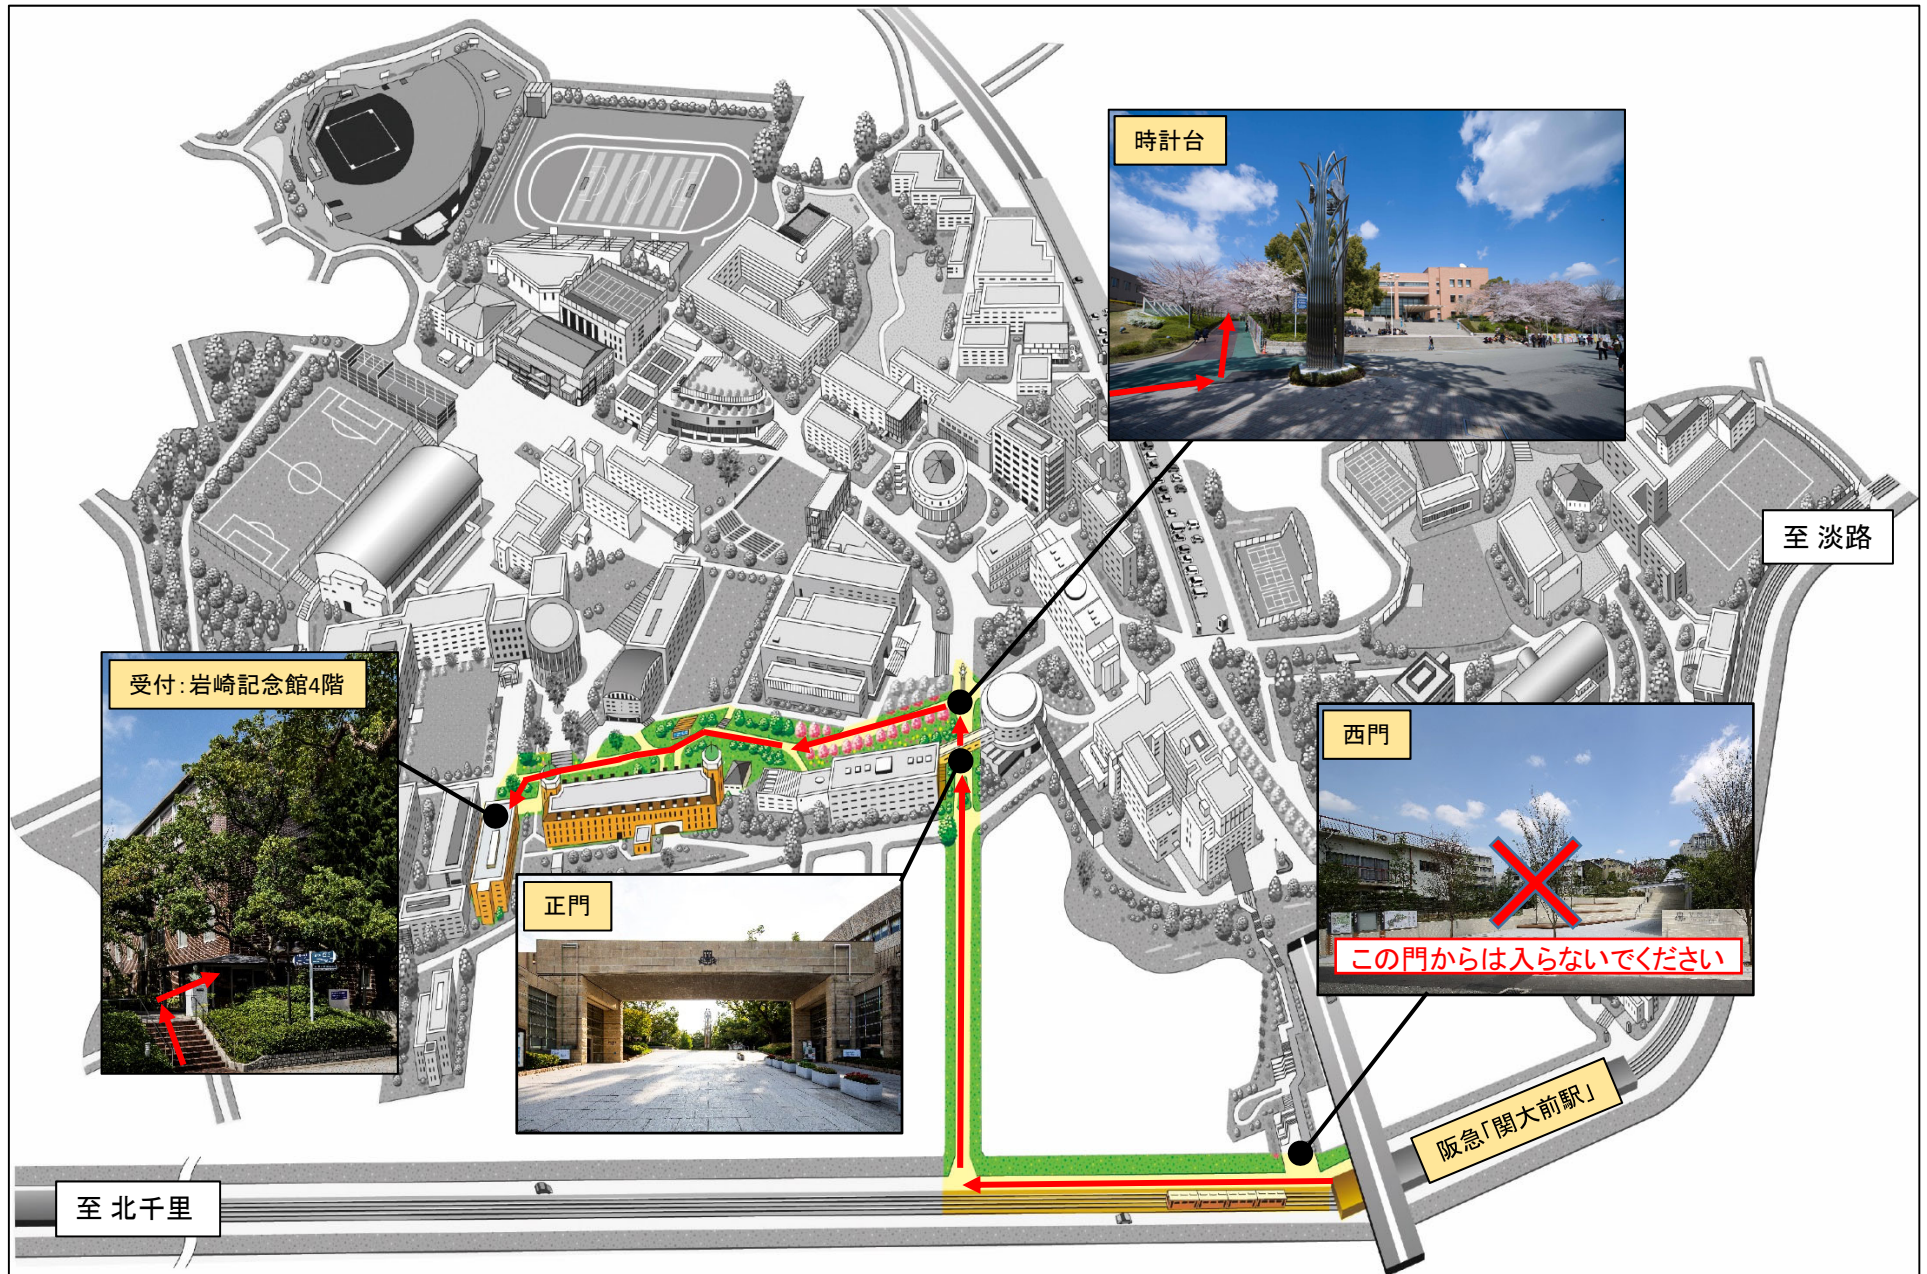 時計台
至 淡路
受付：岩崎記念館4階
西門
この門からは入らないでください
正門
阪急「関大前駅」
至 北千里